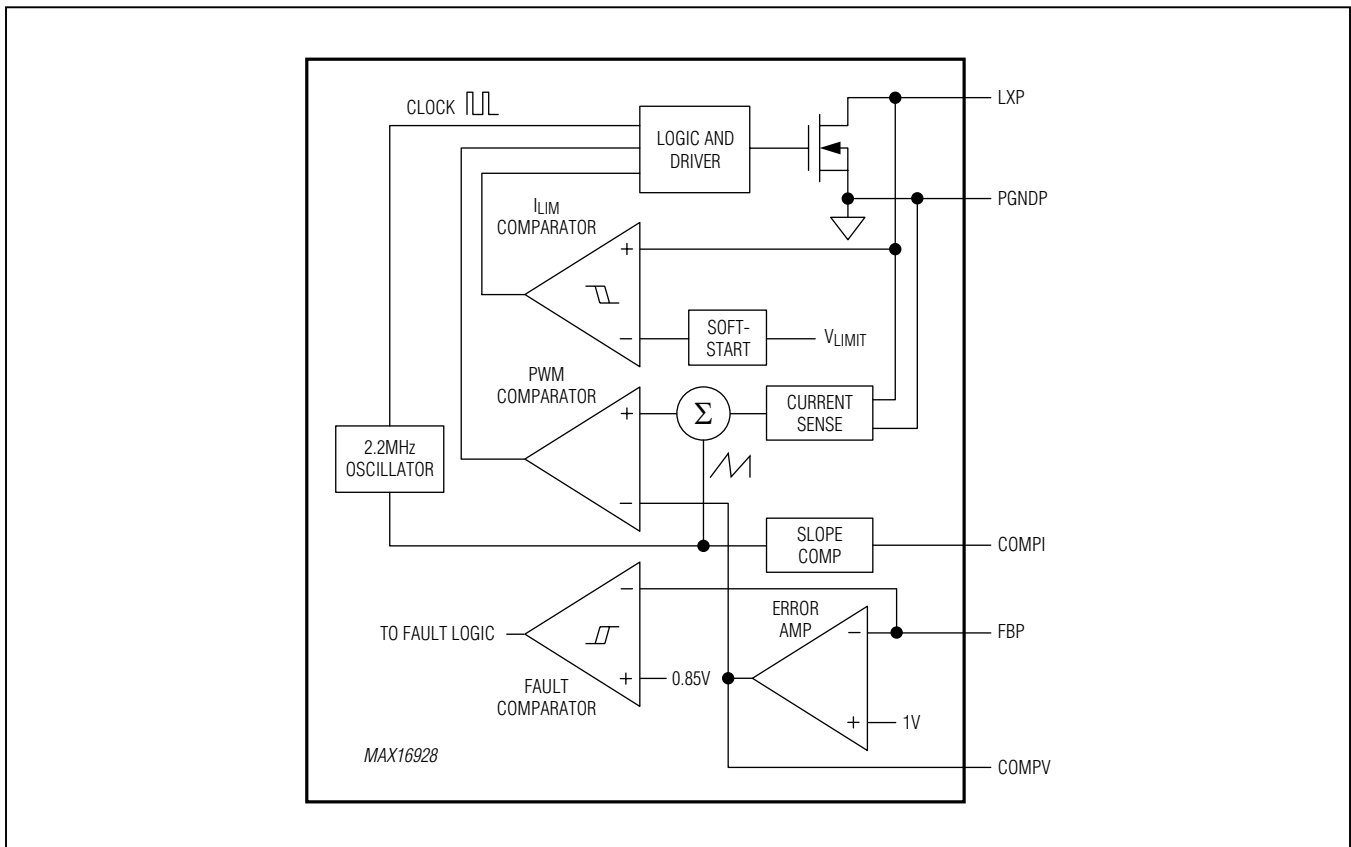 CLOCK
LXP
LOGIC AND
DRIVER
PGNDP
ILIM
COMPARATOR
+
−
SOFT-
START
VLIMIT
PWM
COMPARATOR
+
Σ
CURRENT
SENSE
2.2MHz
OSCILLATOR
−
SLOPE
COMP
COMPI
−
ERROR
AMP
−
FBP
TO FAULT LOGIC
+
0.85V
FAULT
COMPARATOR
+
1V
MAX16928
COMPV